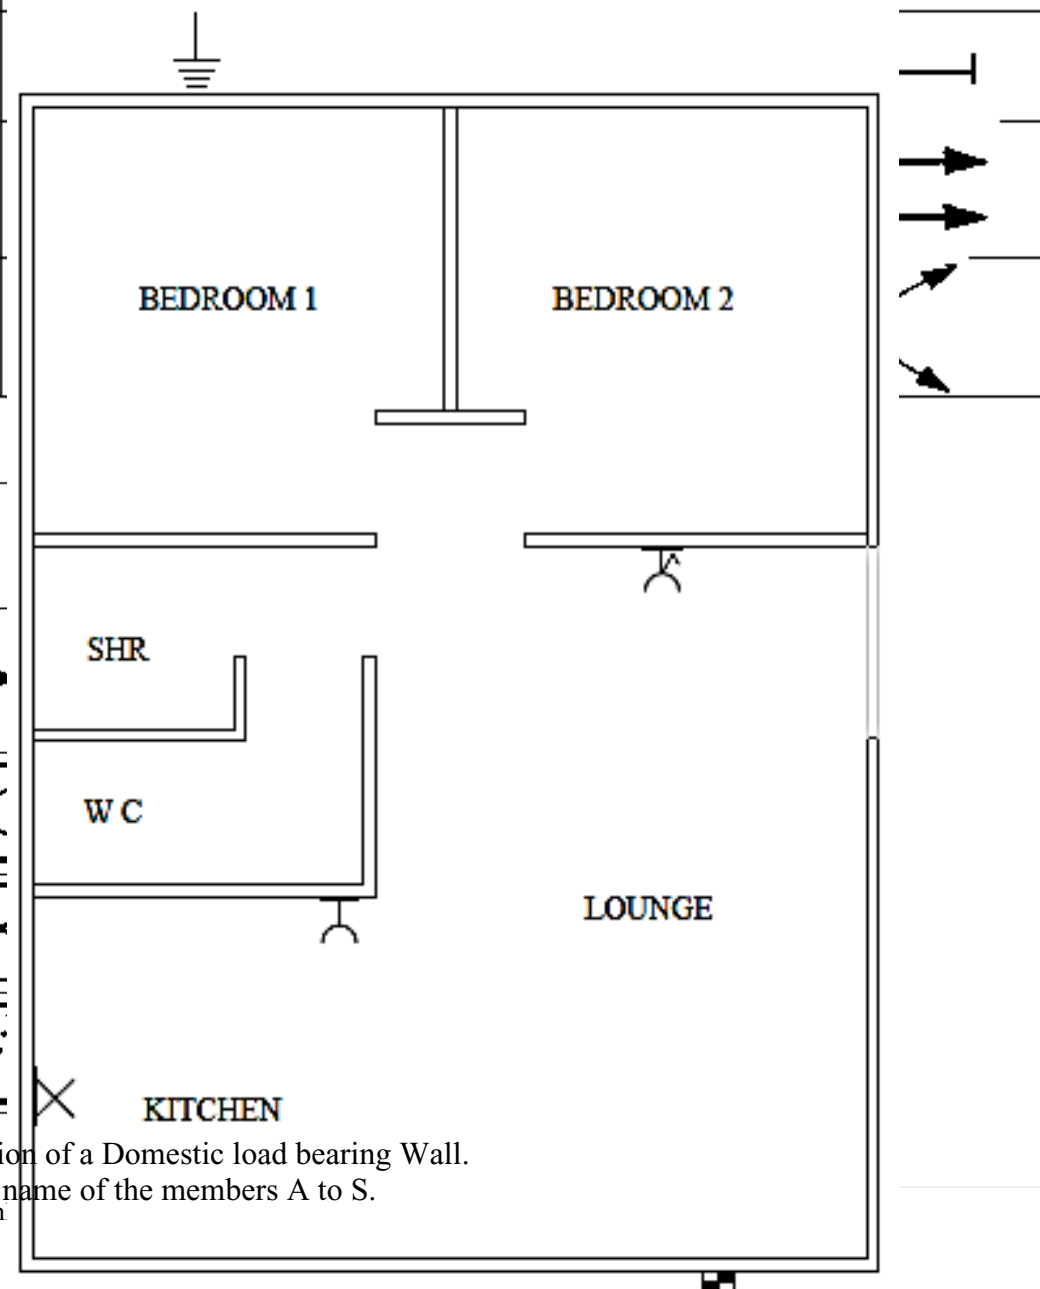 BEDROOM 1
BEDROOM 2
SHR
W C
LOUNGE
KITCHEN
of a Domestic load bearing Wall.
name of the members A to S.